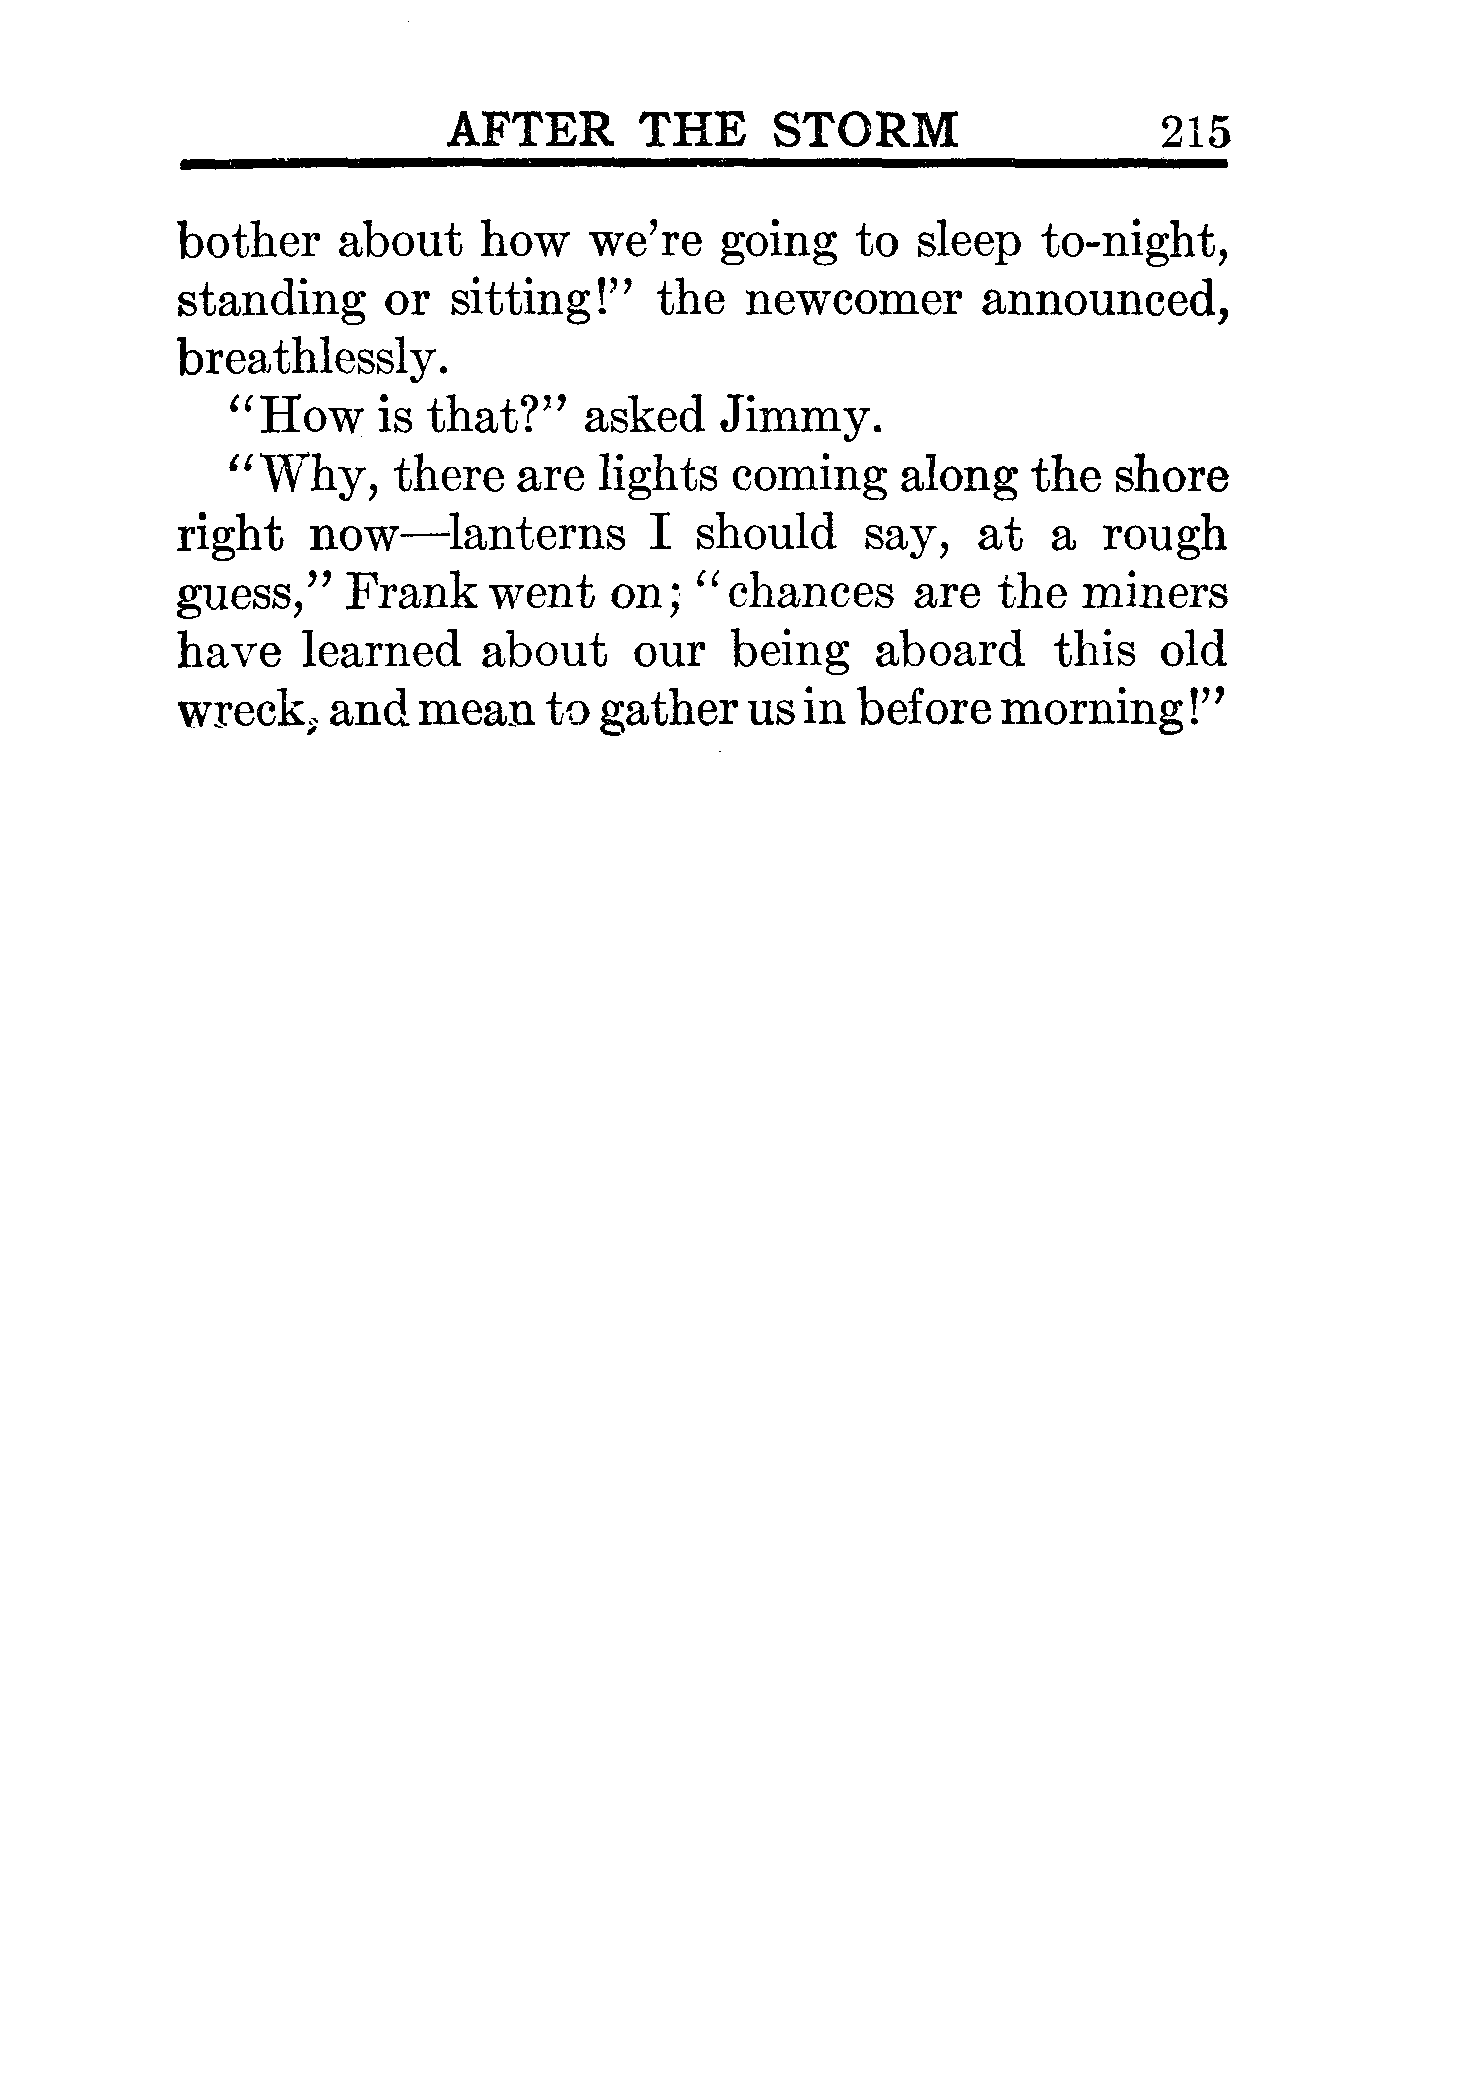 AFTER THE STORM 215
bother about how we're going to sleep to-night,
standing or sitting!" the newcomer announced,
breathlessly.
"How is that?" asked Jimmy.
"Why, there are lights coming along the shore
right now—lanterns I should say, at a rough
guess," Frank went on; "chances are the miners
have learned about our being aboard this old
wreck, and mean to gather us in before morning!"